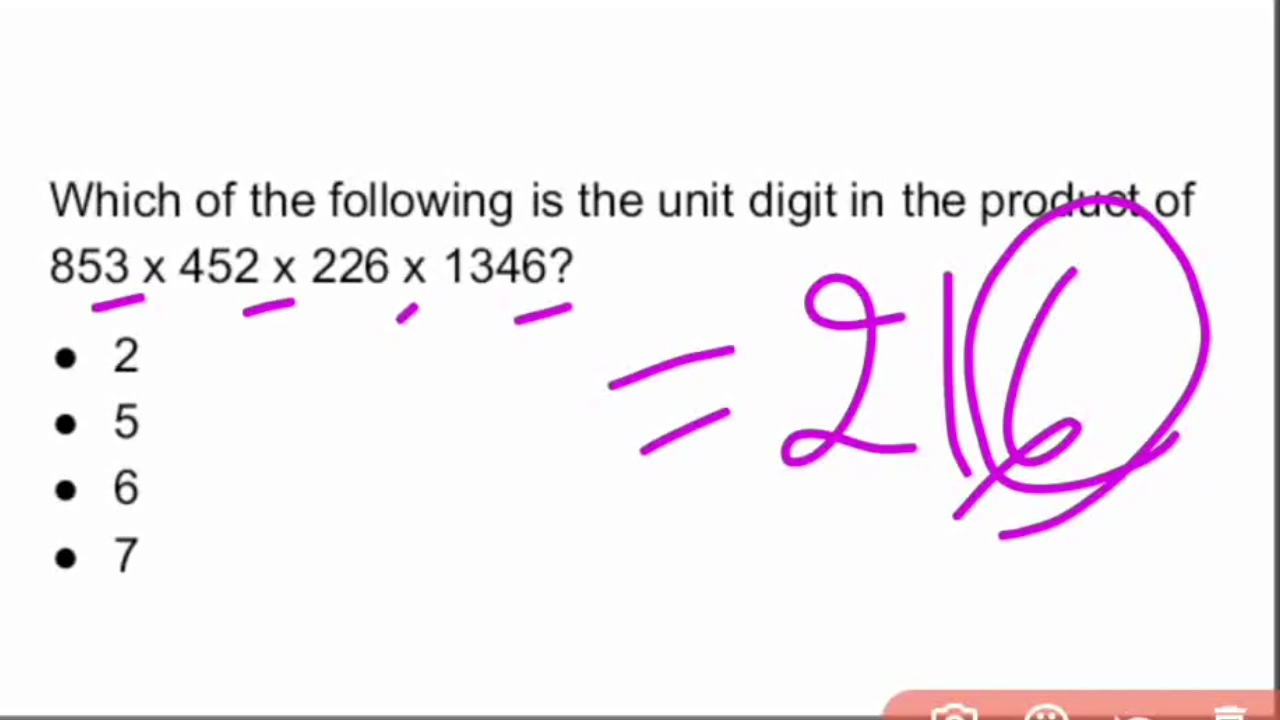 Which of the following is the unit digit in the product of
853 x 452 x 226 x 1346?
= 216
● 2
● 5
● 6
● 7